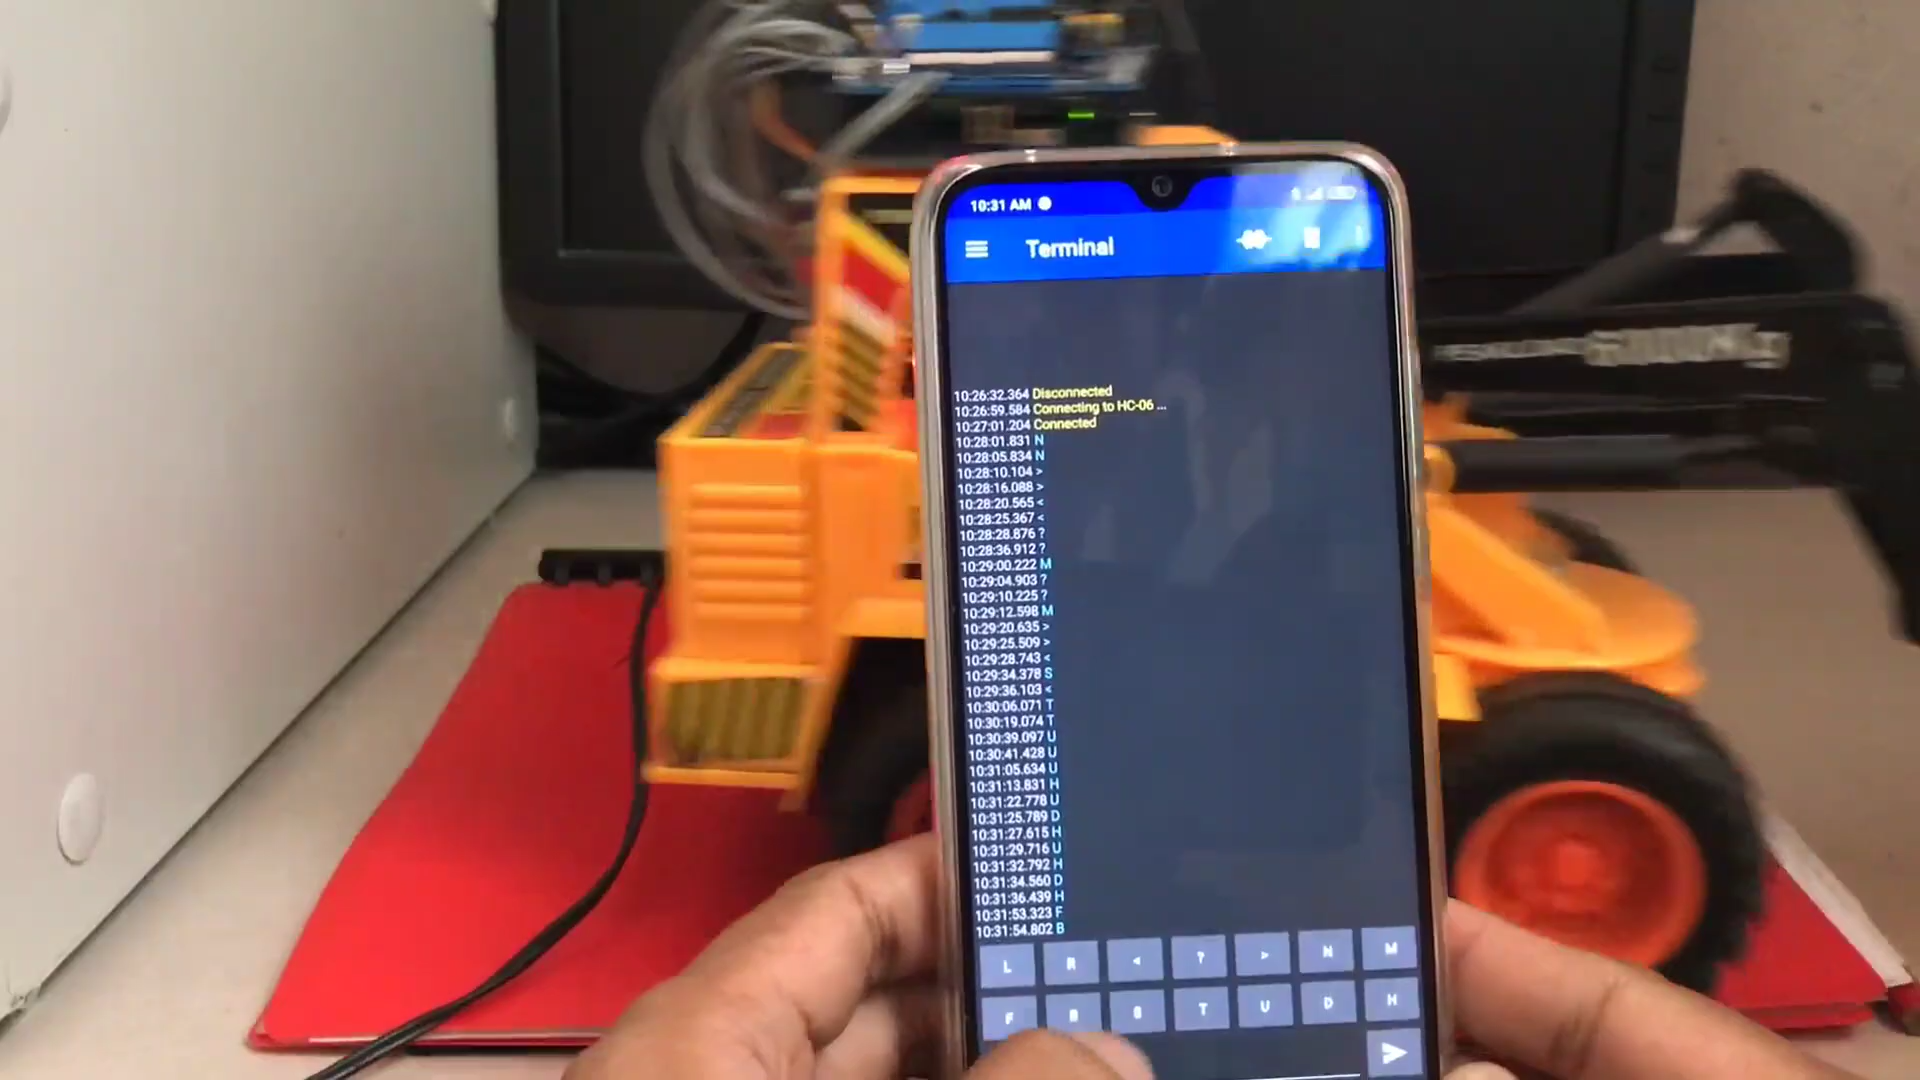 10:31 AM
Terminal
10:26:32.364 Disconnected
10:26:59.584 Connecting to HC-06 ...
10:27:01.204 Connected
10:28:01.831 N
10:28:05.834 N
10:28:10.104 >
10:28:16.088 >
10:28:20.565 <
10:28:25.367 <
10:28:28.876 ?
10:28:36.912 ?
10:29:00.222 M
10:29:04.903 ?
10:29:10.225 ?
10:29:12.598 M
10:29:20.635 >
10:29:25.509 >
10:29:28.743 <
10:29:34.378 S
10:29:36.103 <
10:30:06.071 T
10:30:19.074 T
10:30:39.097 U
10:30:41.428 U
10:31:05.634 U
10:31:13.831 H
10:31:22.778 U
10:31:25.789 D
10:31:27.615 H
10:31:29.716 U
10:31:32.792 H
10:31:34.560 D
10:31:36.439 H
10:31:53.323 F
10:31:54.802 B
L R < ? > N M
F B S T U D H